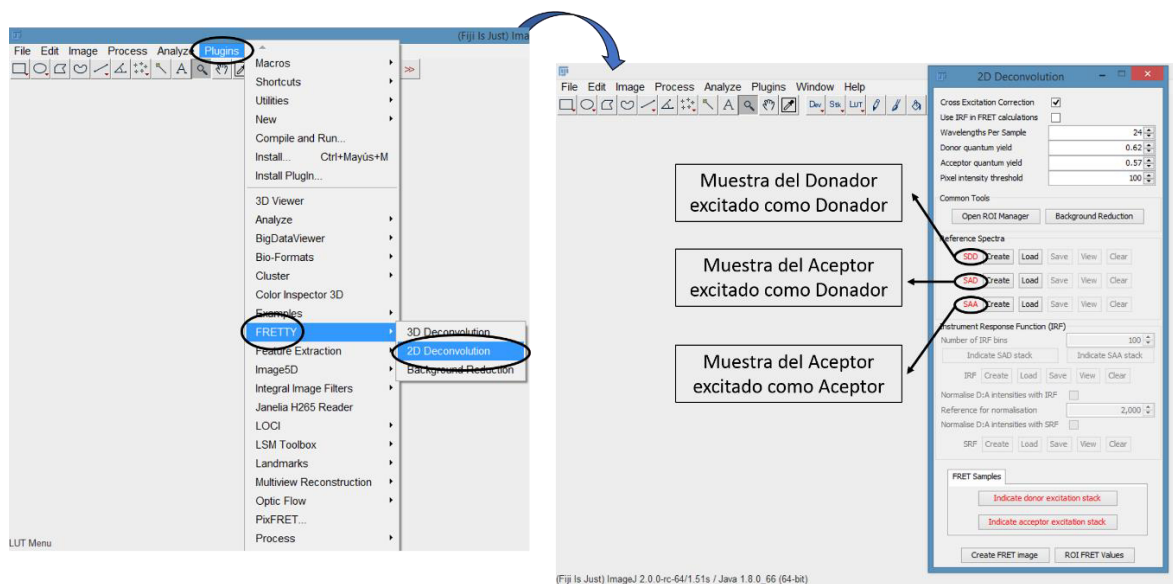 (Fiji Is Just) Ima
File Edit Image Process Analyze Plugins
Macros
Shortcuts
Utilities
New
Compile and Run...
Install... Ctrl+Mayús+M
Install PlugIn...
3D Viewer
Analyze
BigDataViewer
Bio-Formats
Cluster
Color Inspector 3D
Examples
FRETTY
Feature Extraction
Image5D
Integral Image Filters
Janelia H265 Reader
LOCI
LSM Toolbox
Landmarks
Multiview Reconstruction
Optic Flow
PixFRET...
Process
3D Deconvolution
2D Deconvolution
Background Reduction
LUT Menu
File Edit Image Process Analyze Plugins Window Help
Dev Stk LUT
Muestra del Donador
excitado como Donador
Muestra del Aceptor
excitado como Donador
Muestra del Aceptor
excitado como Aceptor
2D Deconvolution
Cross Excitation Correction
Use IRF in FRET calculations
Wavelengths Per Sample 24
Donor quantum yield 0.62
Acceptor quantum yield 0.57
Pixel intensity threshold 100
Common Tools
Open ROI Manager Background Reduction
Reference Spectra
SDD Create Load Save View Clear
SAD Create Load Save View Clear
SAA Create Load Save View Clear
Instrument Response Function (IRF)
Number of IRF bins 100
Indicate SAD stack Indicate SAA stack
IRF Create Load Save View Clear
Normalise D:A intensities with IRF
Reference for normalisation 2,000
Normalise D:A intensities with SRF
SRF Create Load Save View Clear
FRET Samples
Indicate donor excitation stack
Indicate acceptor excitation stack
Create FRET image ROI FRET Values
(Fiji Is Just) ImageJ 2.0.0-rc-64/1.51s / Java 1.8.0_66 (64-bit)